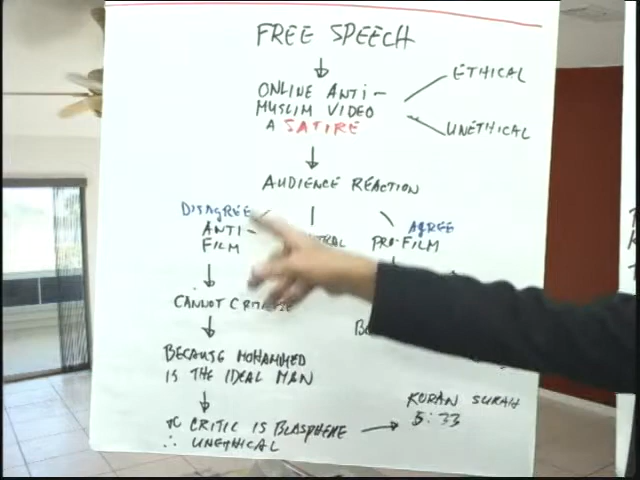 FREE SPEECH
ONLINE ANTI-
MUSLIM VIDEO
A SATIRE
ETHICAL
UNETHICAL
AUDIENCE REACTION
DISAGREE
ANTI-
FILM
AGREE
PRO-FILM
CANNOT
BECAUSE MOHAMMED
IS THE IDEAL MAN
CRITIC IS BLASPHEME
∴ UNETHICAL
KORAN SURAH
5:33